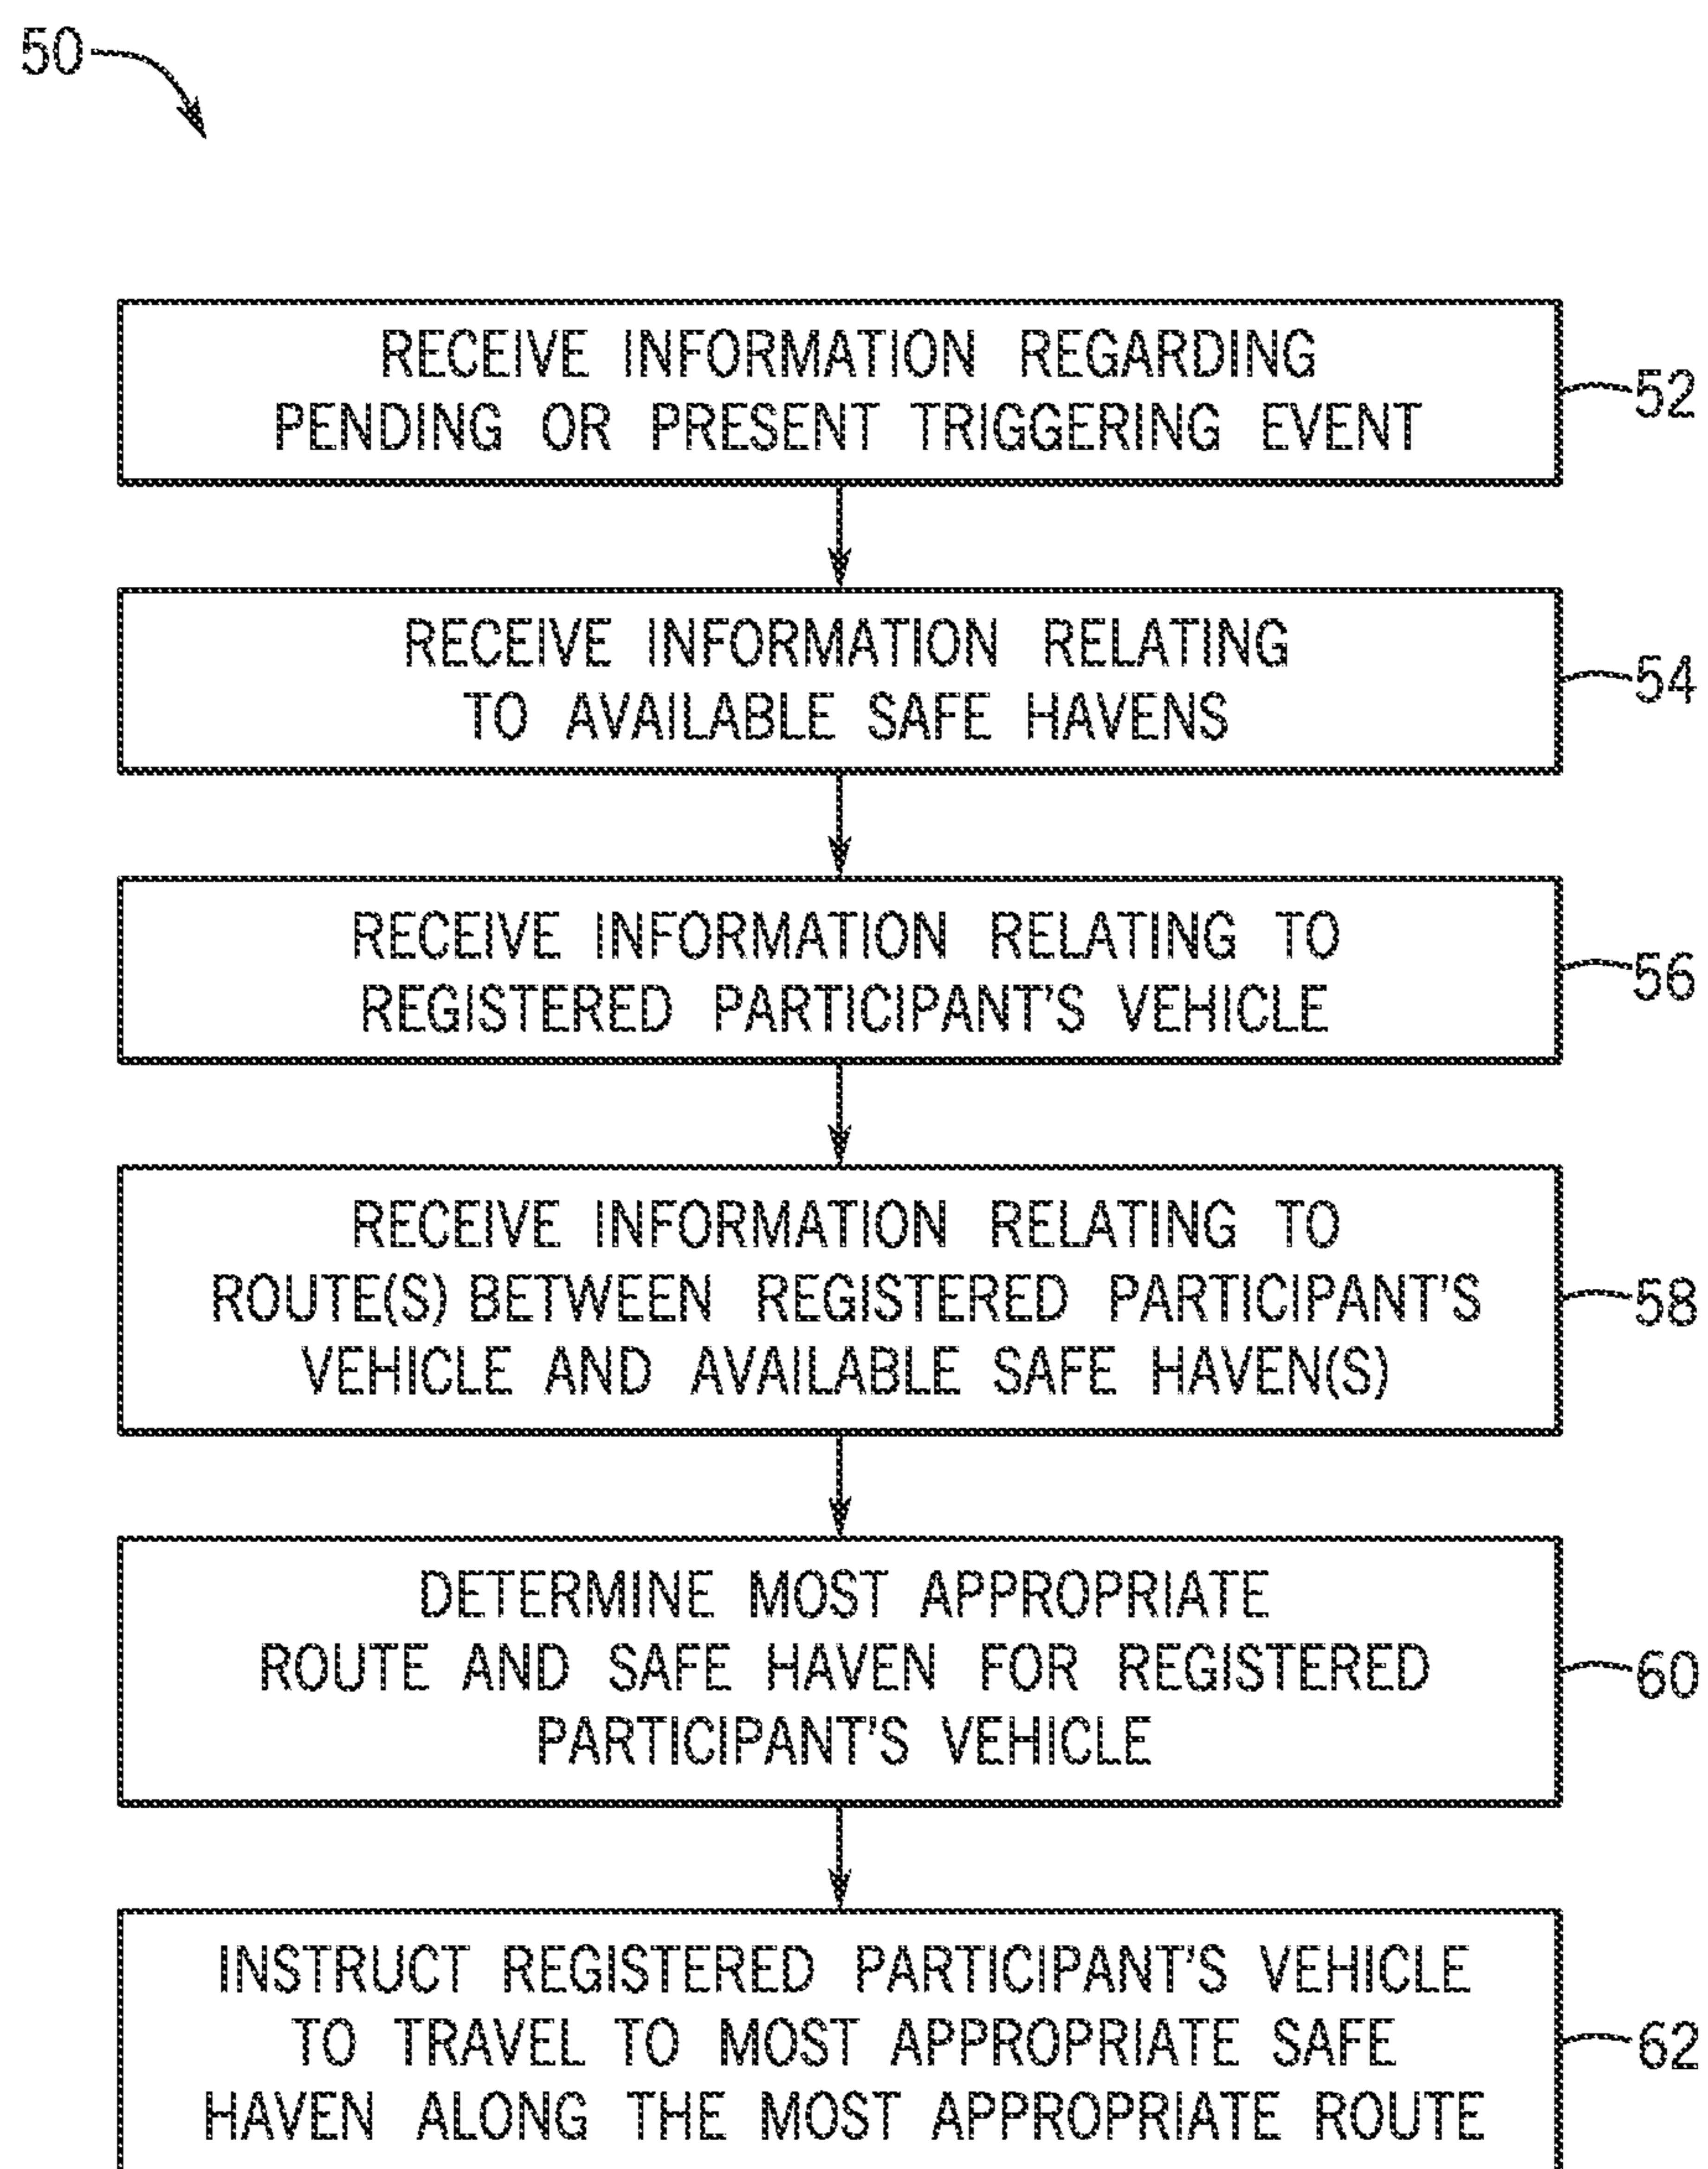 50
RECEIVE INFORMATION REGARDING
PENDING OR PRESENT TRIGGERING EVENT
52
RECEIVE INFORMATION RELATING
TO AVAILABLE SAFE HAVENS
54
RECEIVE INFORMATION RELATING TO
REGISTERED PARTICIPANT'S VEHICLE
56
RECEIVE INFORMATION RELATING TO
ROUTE(S) BETWEEN REGISTERED PARTICIPANT'S
VEHICLE AND AVAILABLE SAFE HAVEN(S)
58
DETERMINE MOST APPROPRIATE
ROUTE AND SAFE HAVEN FOR REGISTERED
PARTICIPANT'S VEHICLE
60
INSTRUCT REGISTERED PARTICIPANT'S VEHICLE
TO TRAVEL TO MOST APPROPRIATE SAFE
HAVEN ALONG THE MOST APPROPRIATE ROUTE
62